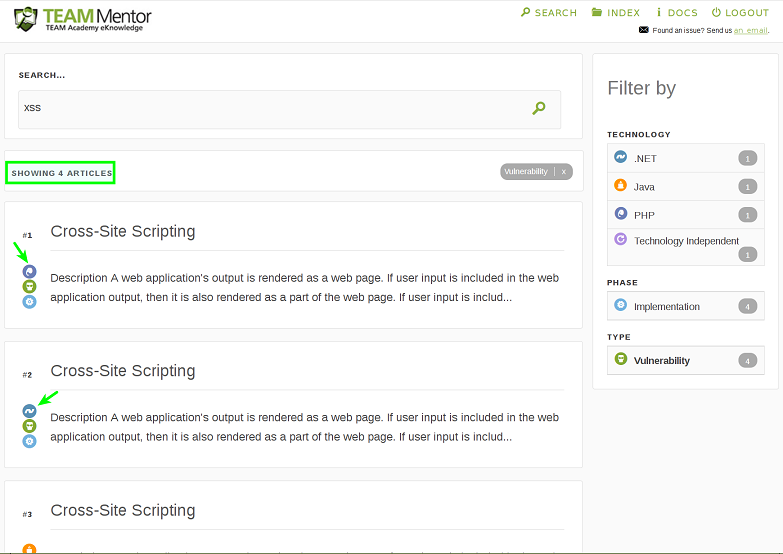 TEAM Mentor
TEAM Academy eKnowledge
SEARCH INDEX DOCS LOGOUT
Found an issue? Send us an email.
SEARCH...
xss
SHOWING 4 ARTICLES
Vulnerability | x
#1 Cross-Site Scripting
Description A web application's output is rendered as a web page. If user input is included in the web
application output, then it is also rendered as a part of the web page. If user input is includ...
#2 Cross-Site Scripting
Description A web application's output is rendered as a web page. If user input is included in the web
application output, then it is also rendered as a part of the web page. If user input is includ...
#3 Cross-Site Scripting
Filter by
TECHNOLOGY
.NET 1
Java 1
PHP 1
Technology Independent
1
PHASE
Implementation 4
TYPE
Vulnerability 4